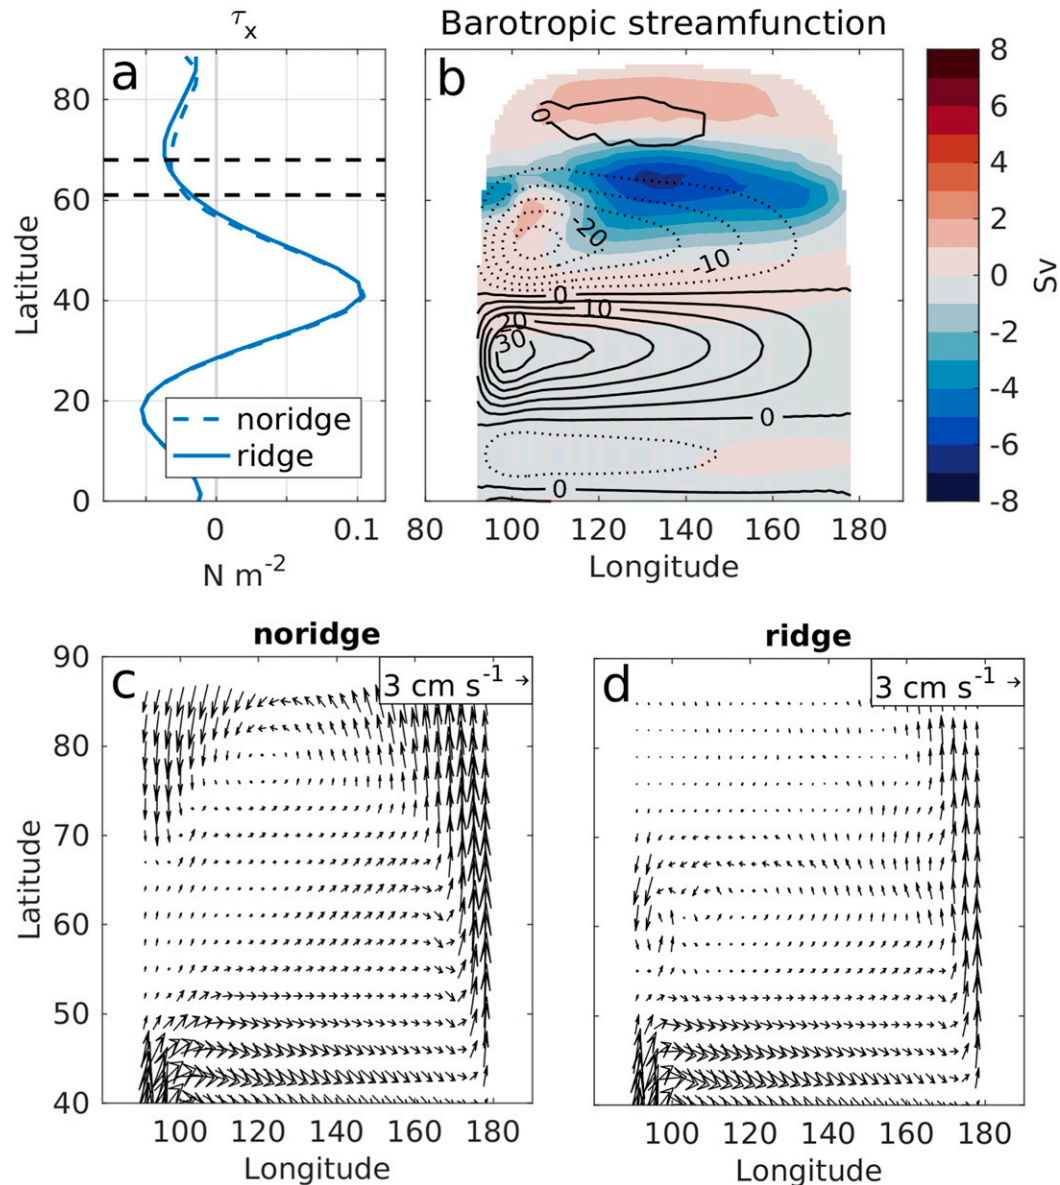 τx
a
80
60
40
20
0
Latitude
noridge
ridge
0
0.1
N m-2
Barotropic streamfunction
b
0
-20
-10
0
10
20
30
0
0
80
100
120
140
160
180
Longitude
8
6
4
2
0
-2
-4
-6
-8
Sv
noridge
c
3 cm s-1
90
80
70
60
50
40
Latitude
100 120 140 160 180
Longitude
ridge
d
3 cm s-1
Latitude
100 120 140 160 180
Longitude